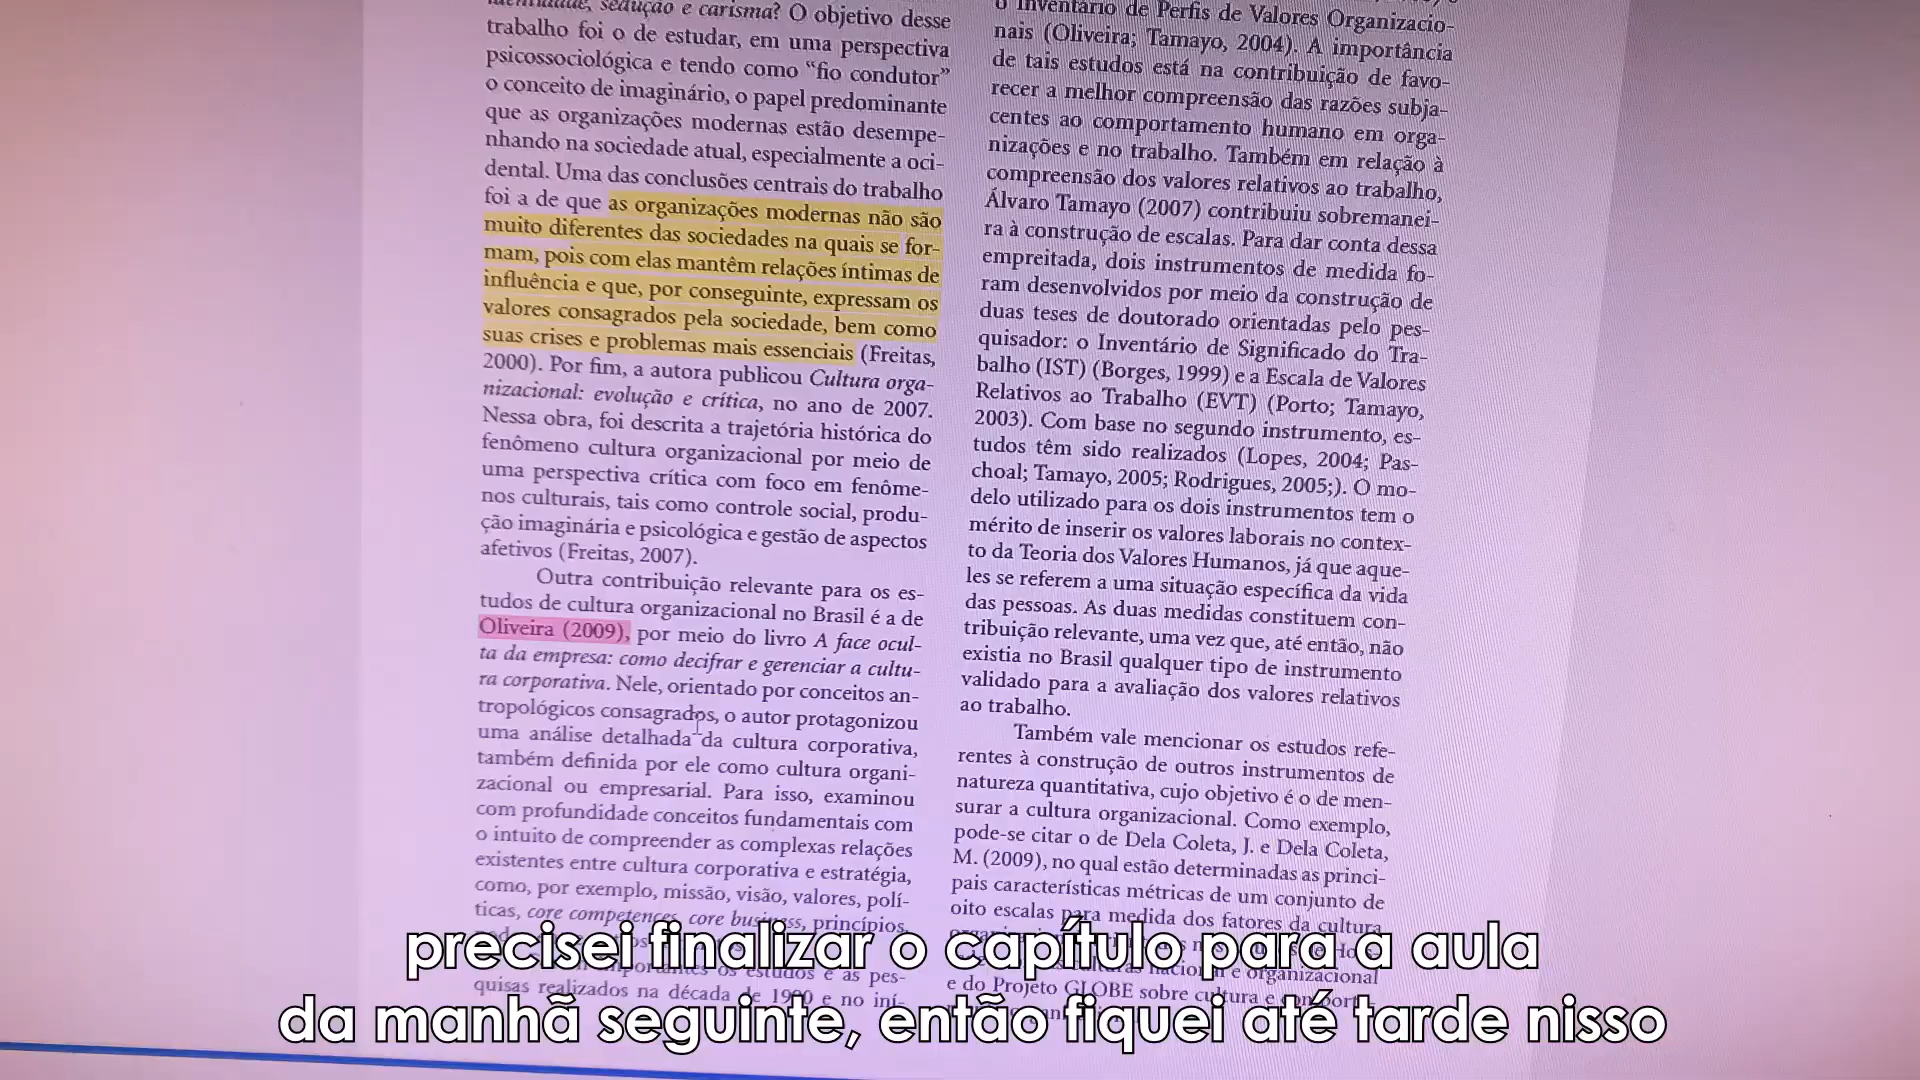 identidade, sedução e carisma? O objetivo desse
trabalho foi o de estudar, em uma perspectiva
psicossociológica e tendo como “fio condutor”
o conceito de imaginário, o papel predominante
que as organizações modernas estão desempe-
nhando na sociedade atual, especialmente a oci-
dental. Uma das conclusões centrais do trabalho
foi a de que as organizações modernas não são
muito diferentes das sociedades na quais se for-
mam, pois com elas mantêm relações íntimas de
influência e que, por conseguinte, expressam os
valores consagrados pela sociedade, bem como
suas crises e problemas mais essenciais (Freitas,
2000). Por fim, a autora publicou Cultura orga-
nizacional: evolução e crítica, no ano de 2007.
Nessa obra, foi descrita a trajetória histórica do
fenômeno cultura organizacional por meio de
uma perspectiva crítica com foco em fenôme-
nos culturais, tais como controle social, produ-
ção imaginária e psicológica e gestão de aspectos
afetivos (Freitas, 2007).
Outra contribuição relevante para os es-
tudos de cultura organizacional no Brasil é a de
Oliveira (2009), por meio do livro A face ocul-
ta da empresa: como decifrar e gerenciar a cultu-
ra corporativa. Nele, orientado por conceitos an-
tropológicos consagrados, o autor protagonizou
uma análise detalhada da cultura corporativa,
também definida por ele como cultura organi-
zacional ou empresarial. Para isso, examinou
com profundidade conceitos fundamentais com
o intuito de compreender as complexas relações
existentes entre cultura corporativa e estratégia,
como, por exemplo, missão, visão, valores, polí-
ticas, core competences, core business, princípios,
os estudos e as pes-
quisas realizados na década de 1990 e no iní-
o Inventário de Perfis de Valores Organizacio-
nais (Oliveira; Tamayo, 2004). A importância
de tais estudos está na contribuição de favo-
recer a melhor compreensão das razões subja-
centes ao comportamento humano em orga-
nizações e no trabalho. Também em relação à
compreensão dos valores relativos ao trabalho,
Álvaro Tamayo (2007) contribuiu sobremanei-
ra à construção de escalas. Para dar conta dessa
empreitada, dois instrumentos de medida fo-
ram desenvolvidos por meio da construção de
duas teses de doutorado orientadas pelo pes-
quisador: o Inventário de Significado do Tra-
balho (IST) (Borges, 1999) e a Escala de Valores
Relativos ao Trabalho (EVT) (Porto; Tamayo,
2003). Com base no segundo instrumento, es-
tudos têm sido realizados (Lopes, 2004; Pas-
choal; Tamayo, 2005; Rodrigues, 2005;). O mo-
delo utilizado para os dois instrumentos tem o
mérito de inserir os valores laborais no contex-
to da Teoria dos Valores Humanos, já que aque-
les se referem a uma situação específica da vida
das pessoas. As duas medidas constituem con-
tribuição relevante, uma vez que, até então, não
existia no Brasil qualquer tipo de instrumento
validado para a avaliação dos valores relativos
ao trabalho.
Também vale mencionar os estudos refe-
rentes à construção de outros instrumentos de
natureza quantitativa, cujo objetivo é o de men-
surar a cultura organizacional. Como exemplo,
pode-se citar o de Dela Coleta, J. e Dela Coleta,
M. (2009), no qual estão determinadas as princi-
pais características métricas de um conjunto de
oito escalas para medida dos fatores da cultura
e organizacional
e do Projeto GLOBE sobre cultura e
precisei finalizar o capítulo para a aula
da manhã seguinte, então fiquei até tarde nisso